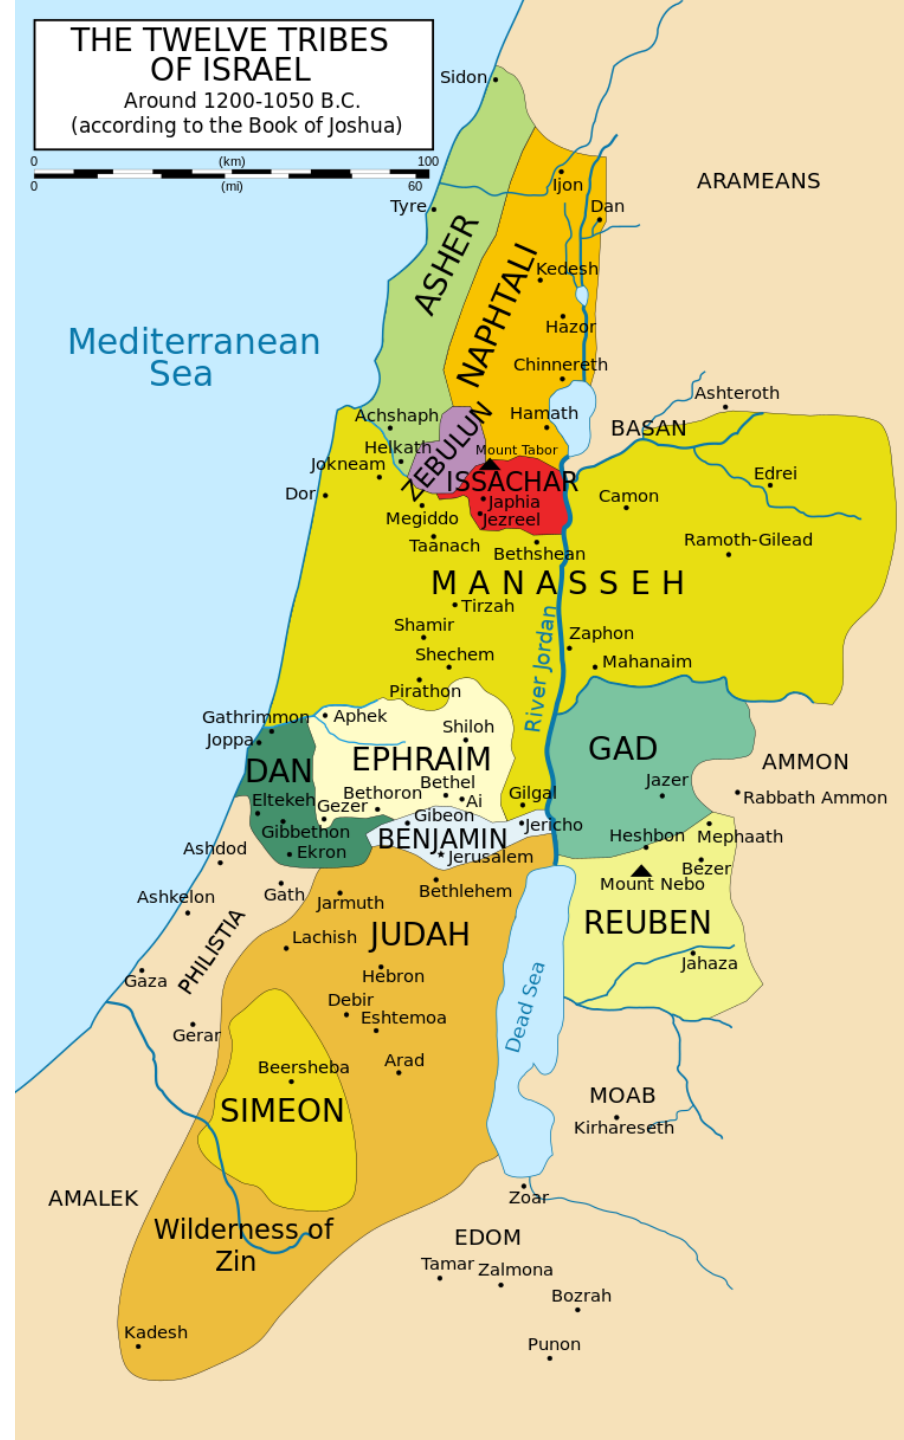 THE TWELVE TRIBES
OF ISRAEL
Around 1200-1050 B.C.
(according to the Book of Joshua)
0 (km) 100
0 (mi) 60
Sidon
ARAMEANS
Ijon
Tyre
Dan
ASHER
NAPHTALI
Kedesh
Hazor
Mediterranean
Sea
Chinnereth
Ashteroth
Achshaph
Hamath
BASAN
ZEBULUN
Helkath
Mount Tabor
Jokneam
ISSACHAR
Edrei
Dor
Japhia
Camon
Megiddo
Jezreel
Taanach
Bethshean
Ramoth-Gilead
MANASSEH
Tirzah
Shamir
Zaphon
River Jordan
Shechem
Mahanaim
Pirathon
Gathrimmon
Aphek
Joppa
Shiloh
GAD
DAN
EPHRAIM
AMMON
Bethel
Jazer
Eltekeh
Bethoron
Ai
Gilgal
Rabbath Ammon
Gezer
Gibeon
Gibbethon
Jericho
BENJAMIN
Heshbon
Mephaath
Ashdod
Ekron
Jerusalem
Bezer
Mount Nebo
Gath
Bethlehem
Ashkelon
Jarmuth
REUBEN
PHILISTIA
Lachish
JUDAH
Jahaza
Hebron
Gaza
Debir
Dead Sea
Eshtemoa
Gerar
Arad
Beersheba
MOAB
SIMEON
Kirhareseth
AMALEK
Zoar
Wilderness of
Zin
EDOM
Tamar
Zalmona
Bozrah
Kadesh
Punon